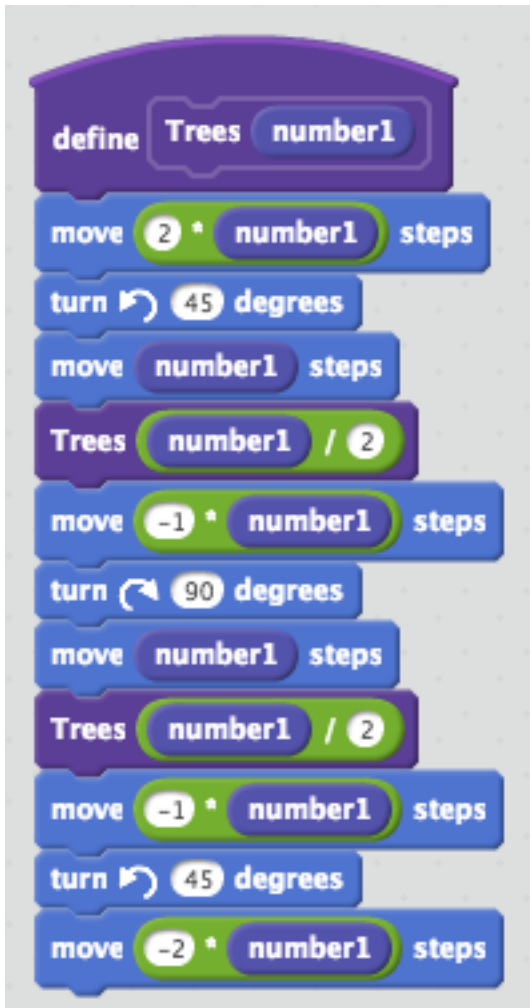 define Trees number1
move 2 * number1 steps
turn ↺ 45 degrees
move number1 steps
Trees number1 / 2
move -1 * number1 steps
turn ↻ 90 degrees
move number1 steps
Trees number1 / 2
move -1 * number1 steps
turn ↺ 45 degrees
move -2 * number1 steps